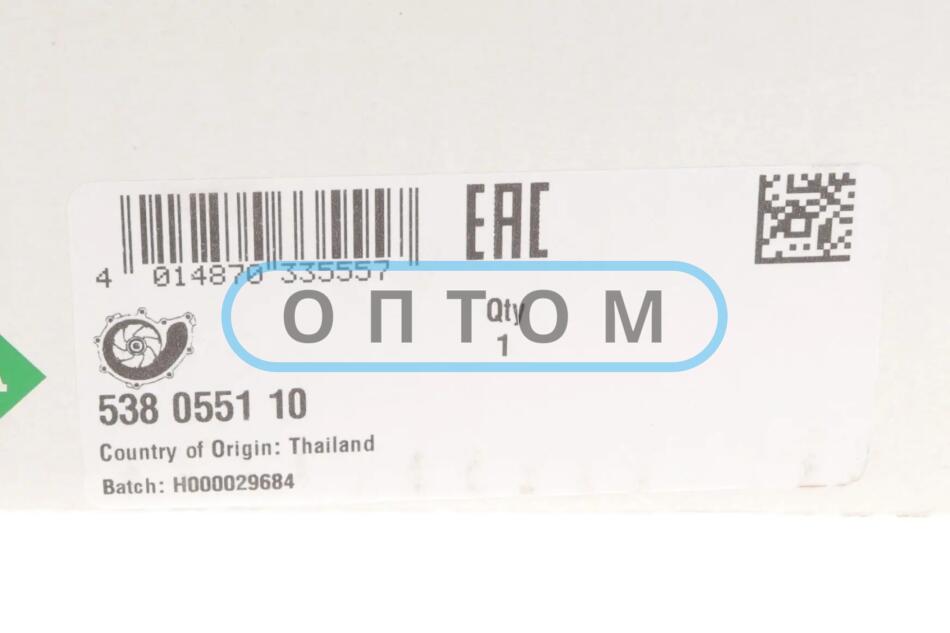 EAC
4 014870 335557
ОПТОМ
Qty
1
538 0551 10
Country of Origin: Thailand
Batch: H000029684